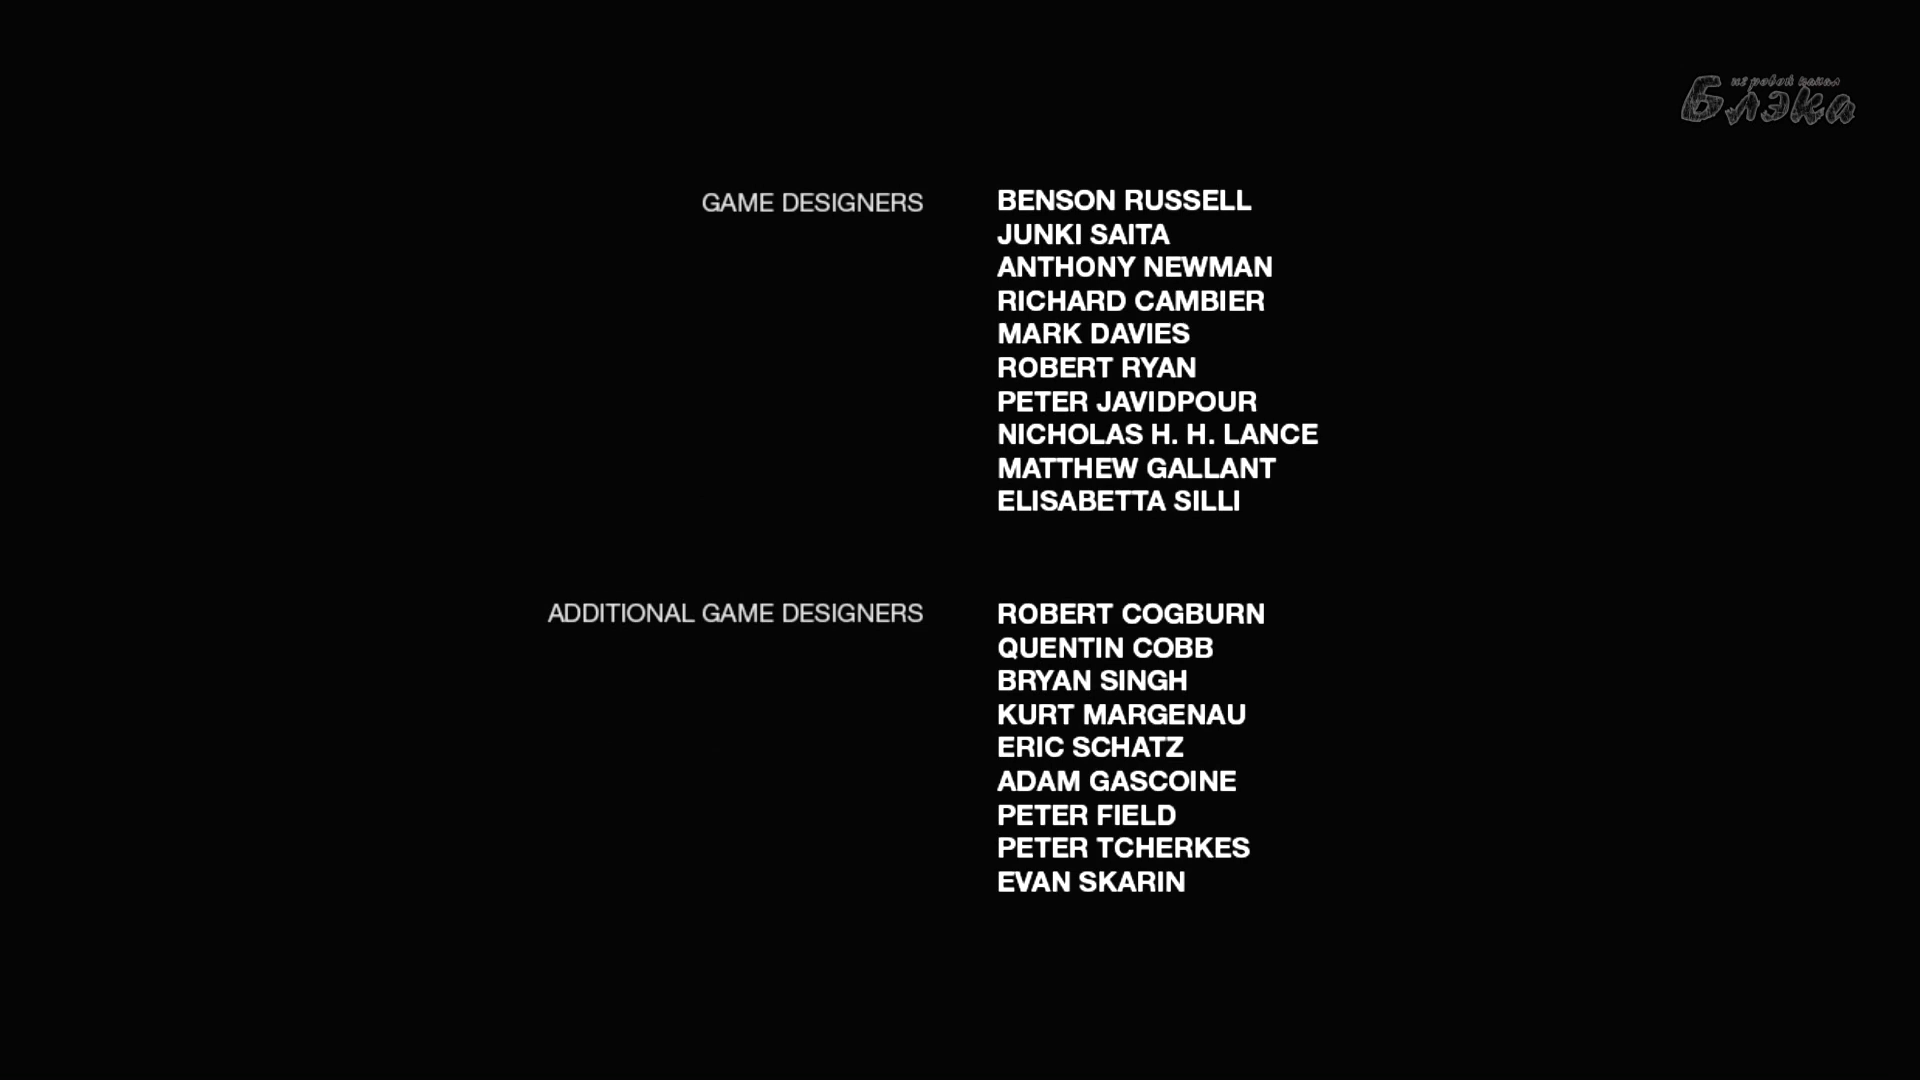 игровой канал
Блэка
GAME DESIGNERS BENSON RUSSELL
JUNKI SAITA
ANTHONY NEWMAN
RICHARD CAMBIER
MARK DAVIES
ROBERT RYAN
PETER JAVIDPOUR
NICHOLAS H. H. LANCE
MATTHEW GALLANT
ELISABETTA SILLI
ADDITIONAL GAME DESIGNERS ROBERT COGBURN
QUENTIN COBB
BRYAN SINGH
KURT MARGENAU
ERIC SCHATZ
ADAM GASCOINE
PETER FIELD
PETER TCHERKES
EVAN SKARIN